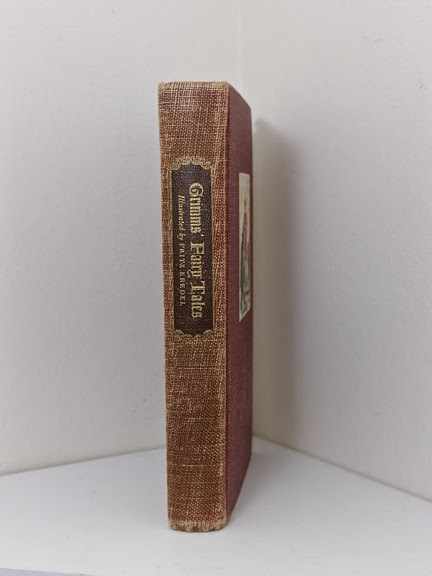 Grimms' Fairy Tales
Illustrated by FRITZ KREDEL